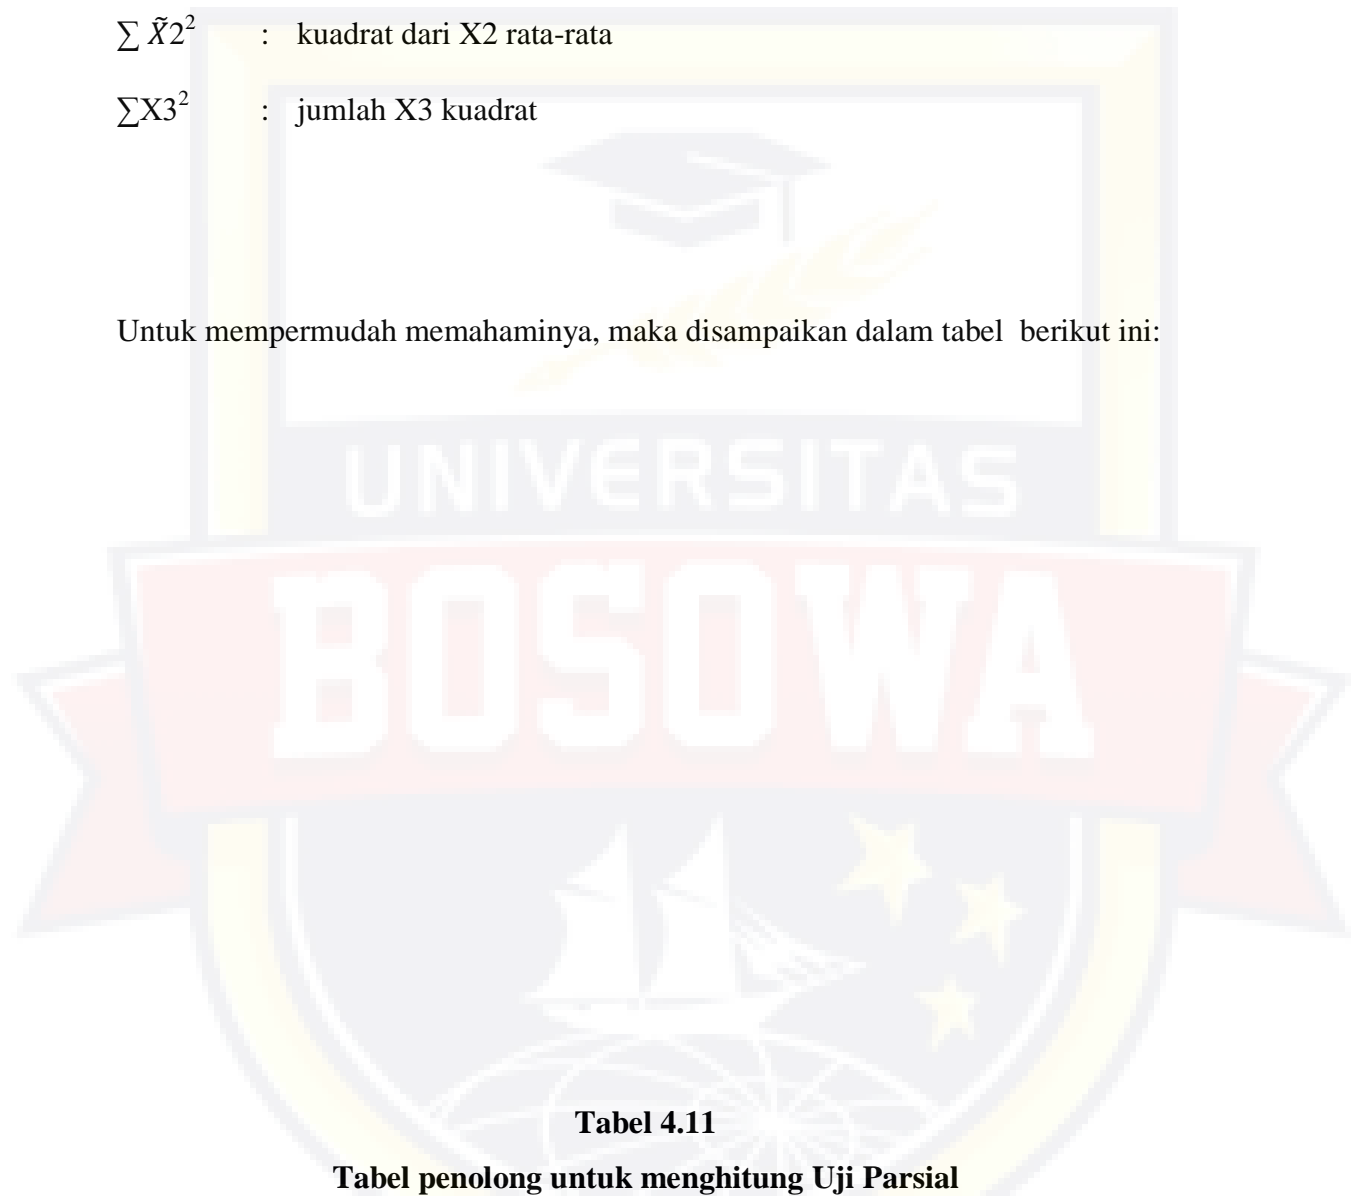 ∑ X̃2² : kuadrat dari X2 rata-rata
∑X3² : jumlah X3 kuadrat
Untuk mempermudah memahaminya, maka disampaikan dalam tabel berikut ini:
UNIVERSITAS
BOSOWA
Tabel 4.11
Tabel penolong untuk menghitung Uji Parsial